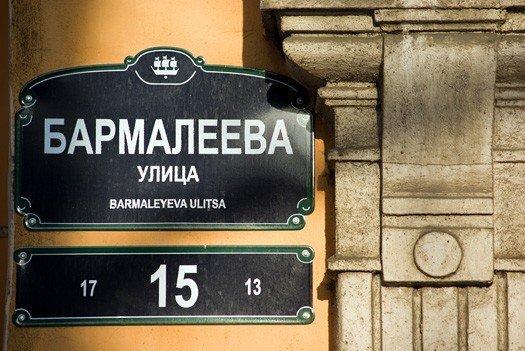 БАРМАЛЕЕВА
УЛИЦА
BARMALEYEVA ULITSA
17 15 13